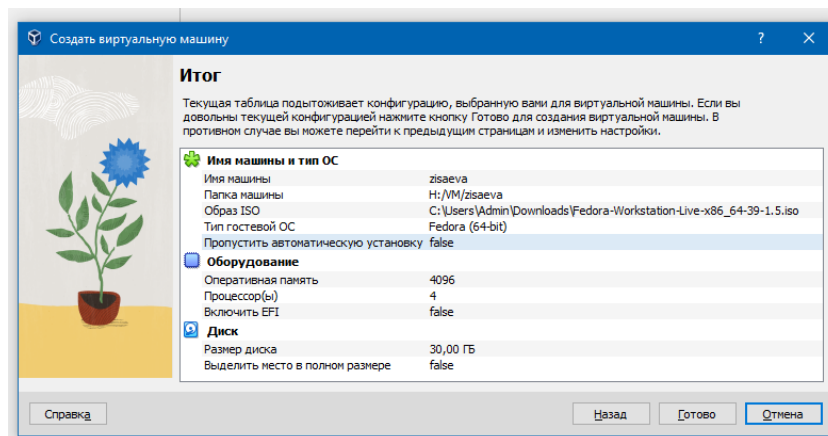 Создать виртуальную машину
Итог
Текущая таблица подытоживает конфигурацию, выбранную вами для виртуальной машины. Если вы
довольны текущей конфигурацией нажмите кнопку Готово для создания виртуальной машины. В
противном случае вы можете перейти к предыдущим страницам и изменить настройки.
Имя машины и тип ОС
Имя машины zisaeva
Папка машины H:/VM/zisaeva
Образ ISO C:\Users\Admin\Downloads\Fedora-Workstation-Live-x86_64-39-1.5.iso
Тип гостевой ОС Fedora (64-bit)
Пропустить автоматическую установку false
Оборудование
Оперативная память 4096
Процессор(ы) 4
Включить EFI false
Диск
Размер диска 30,00 ГБ
Выделить место в полном размере false
Справка Назад Готово Отмена